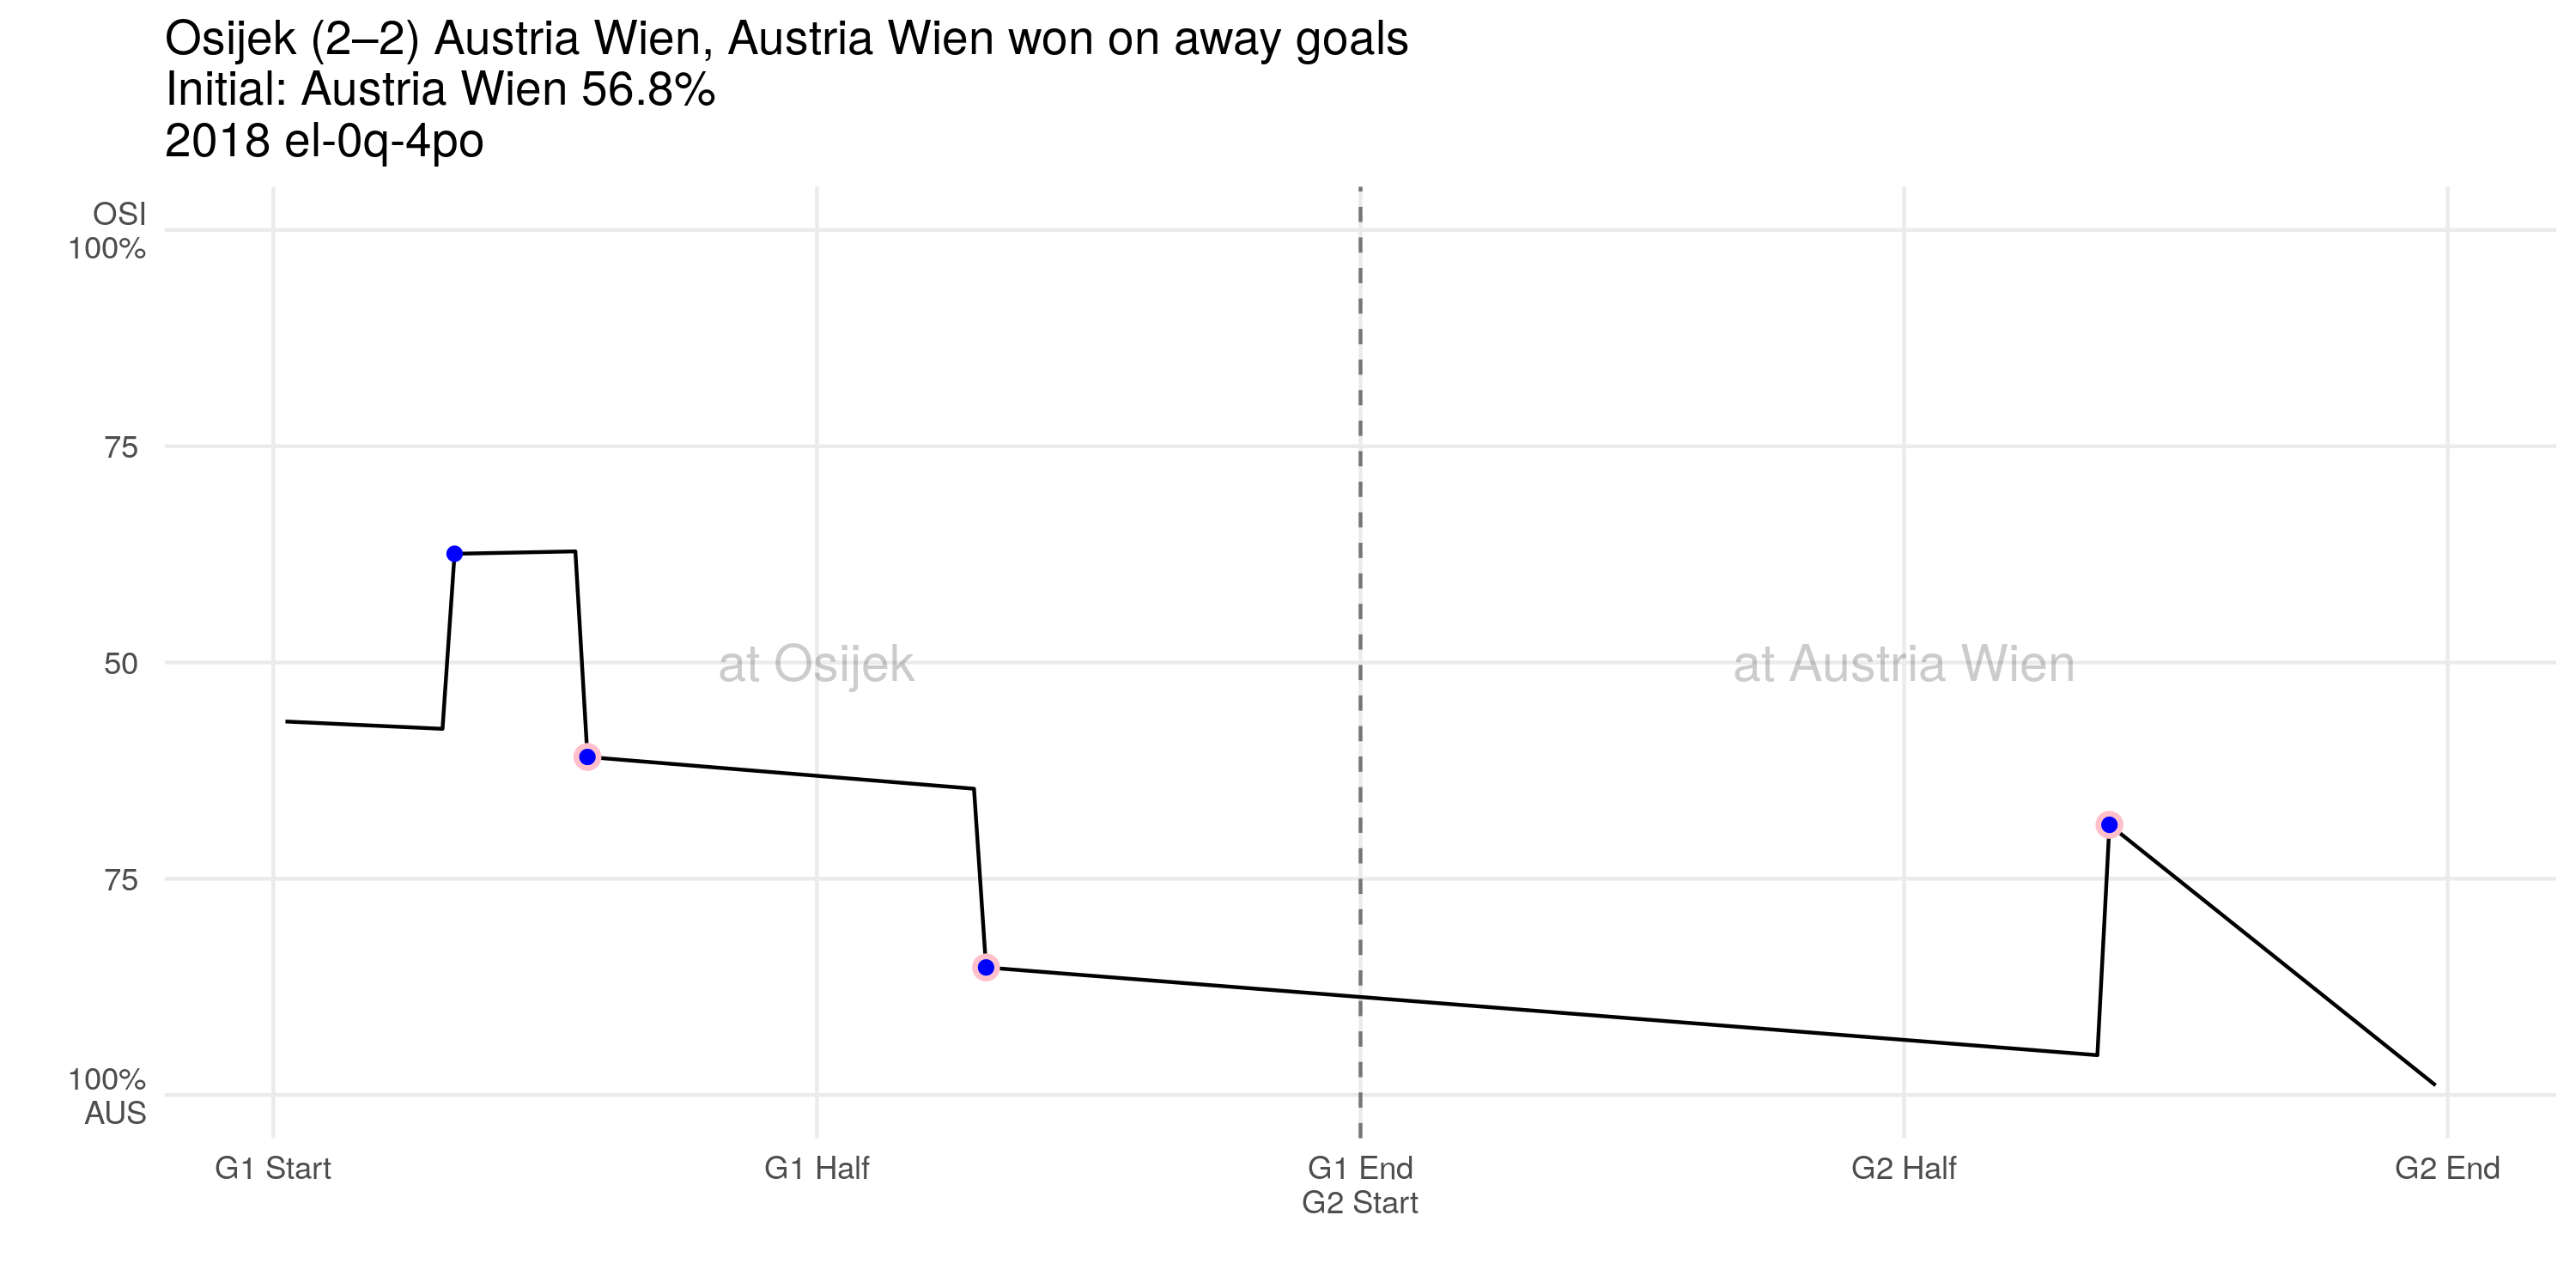 Osijek (2–2) Austria Wien, Austria Wien won on away goals
Initial: Austria Wien 56.8%
2018 el-0q-4po
OSI
100%
75
50
75
100%
AUS
at Osijek
at Austria Wien
G1 Start
G1 Half
G1 End
G2 Start
G2 Half
G2 End